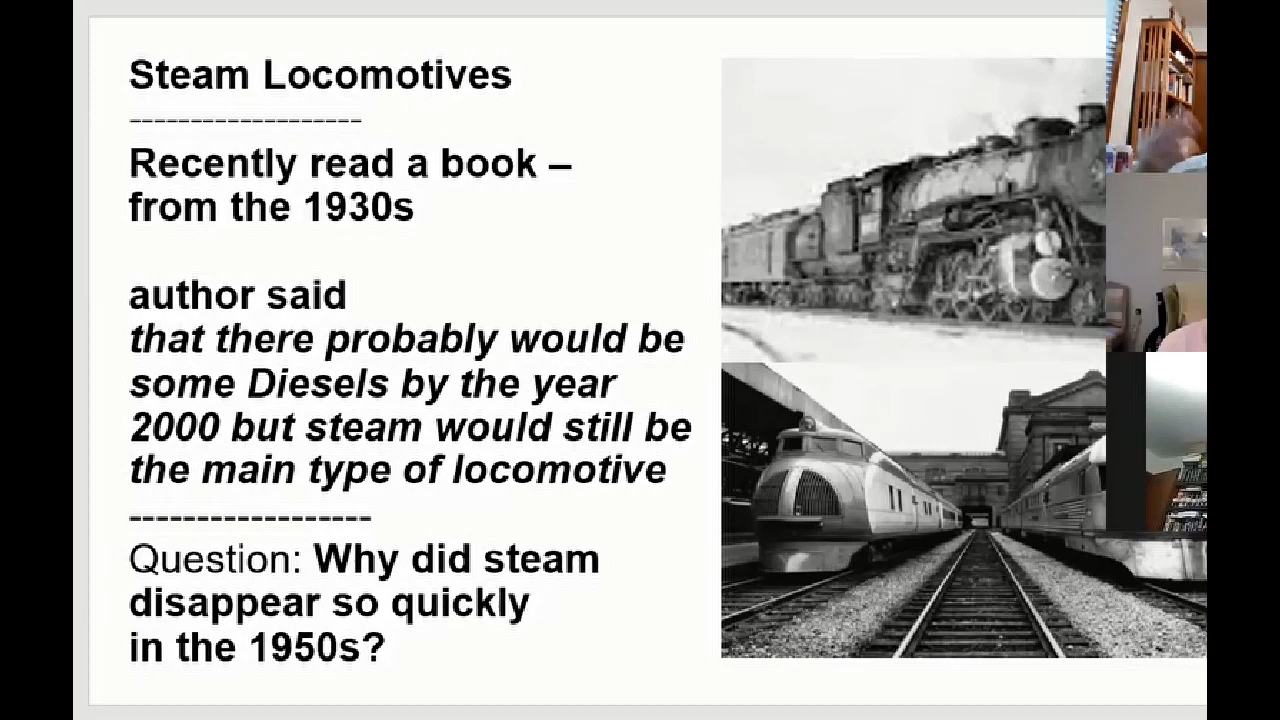 Steam Locomotives
-------------------
Recently read a book –
from the 1930s
author said
that there probably would be
some Diesels by the year
2000 but steam would still be
the main type of locomotive
------------------
Question: Why did steam
disappear so quickly
in the 1950s?